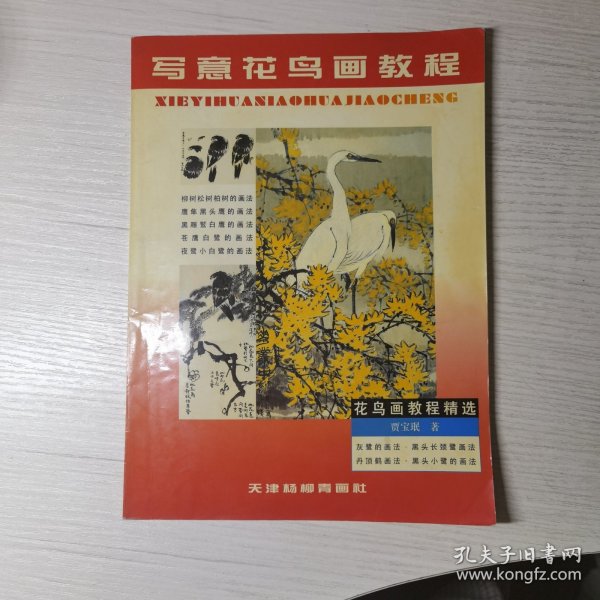 写意花鸟画教程
XIEYIHUANIAOHUAJIAOCHENG
柳树松树柏树的画法
鹰隼黑头鹰的画法
黑雕鹫白鹰的画法
苍鹰白鹭的画法
夜鹭小白鹭的画法
花鸟画教程精选
贾宝珉 著
灰鹭的画法·黑头长颈鹭画法
丹顶鹤画法·黑头小鹭的画法
天津杨柳青画社
孔夫子旧书网
www.kongfz.com